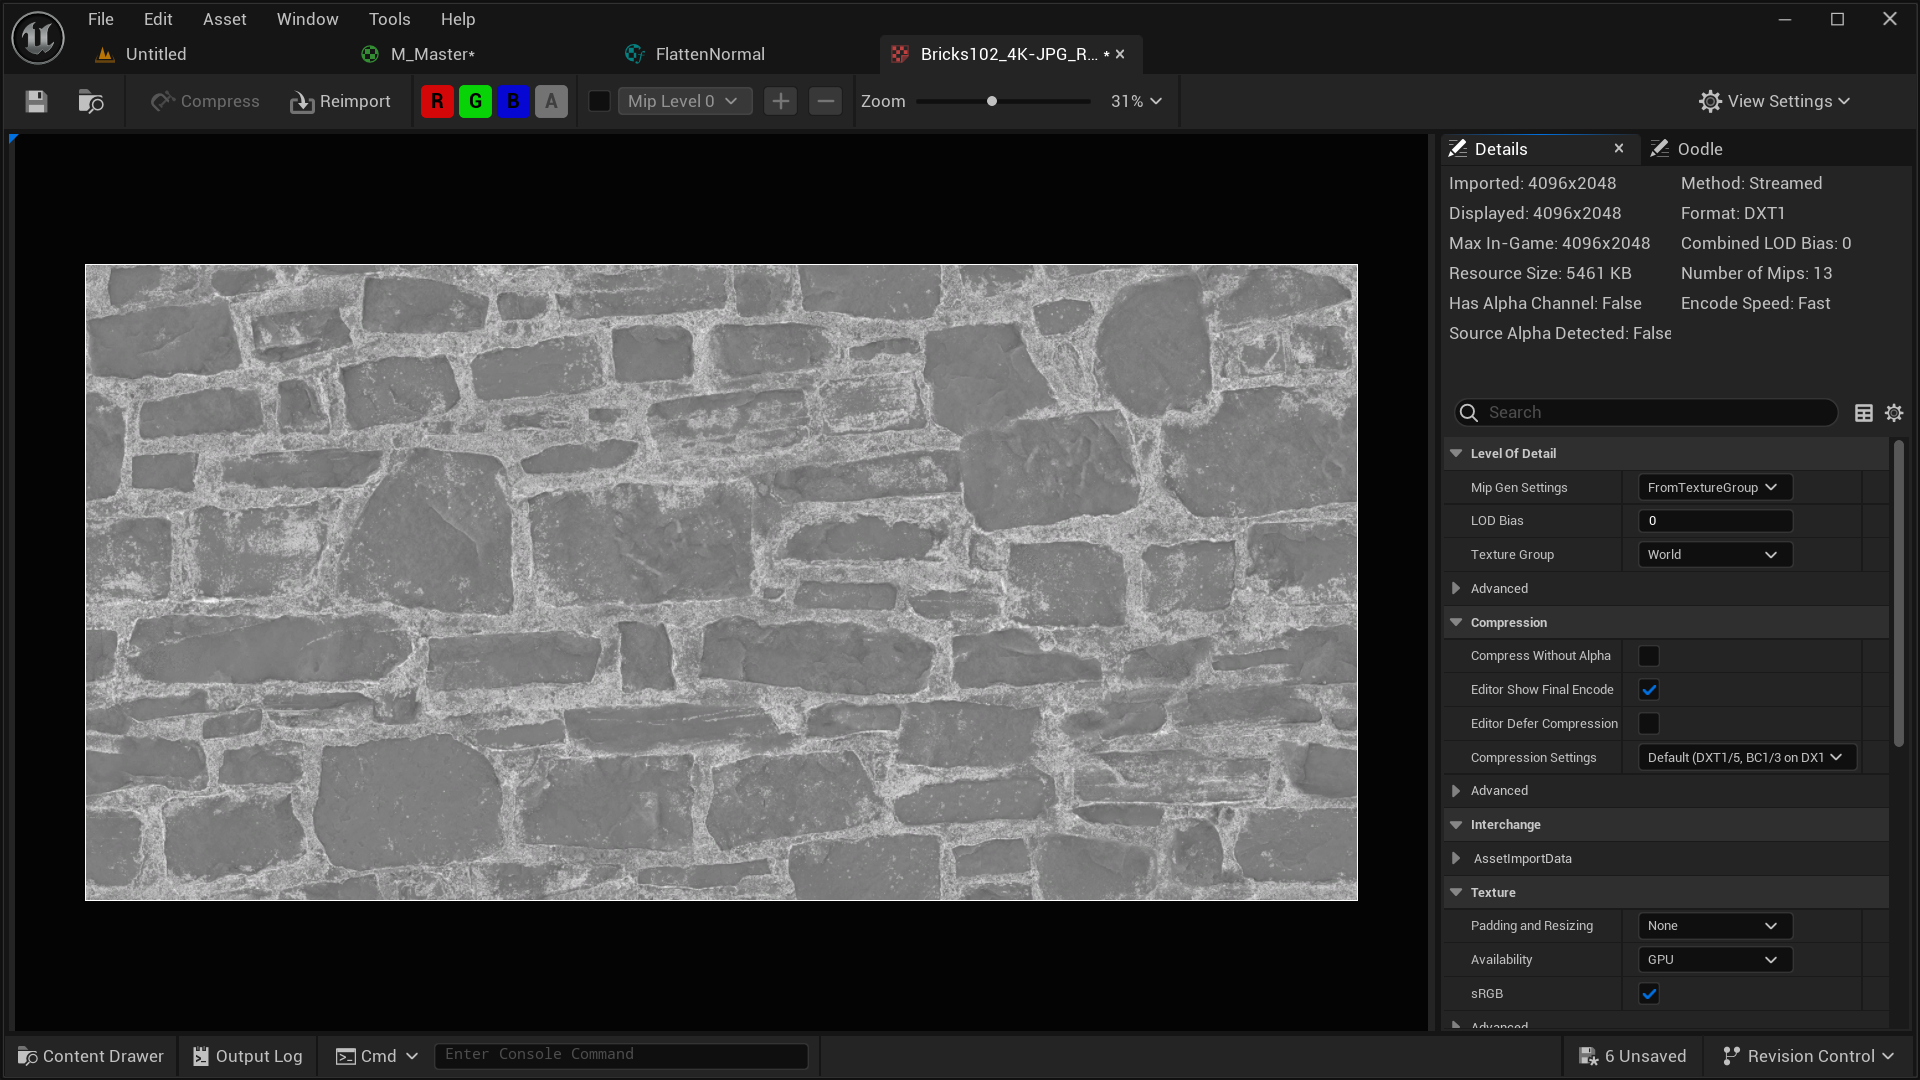 File Edit Asset Window Tools Help
Untitled M_Master* FlattenNormal Bricks102_4K-JPG_R... *
Compress Reimport R G B A Mip Level 0 Zoom 31% View Settings
Details Oodle
Imported: 4096x2048 Method: Streamed
Displayed: 4096x2048 Format: DXT1
Max In-Game: 4096x2048 Combined LOD Bias: 0
Resource Size: 5461 KB Number of Mips: 13
Has Alpha Channel: False Encode Speed: Fast
Source Alpha Detected: False
Search
Level Of Detail
Mip Gen Settings FromTextureGroup
LOD Bias 0
Texture Group World
Advanced
Compression
Compress Without Alpha
Editor Show Final Encode
Editor Defer Compression
Compression Settings Default (DXT1/5, BC1/3 on DX1
Advanced
Interchange
AssetImportData
Texture
Padding and Resizing None
Availability GPU
sRGB
Advanced
Content Drawer Output Log Cmd Enter Console Command 6 Unsaved Revision Control